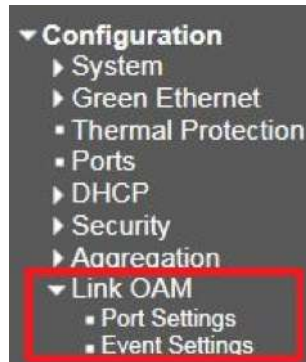 Configuration
System
Green Ethernet
Thermal Protection
Ports
DHCP
Security
Aggregation
Link OAM
Port Settings
Event Settings